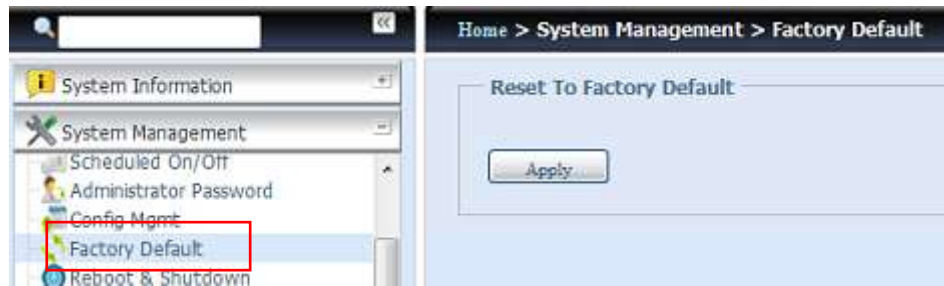 Home > System Management > Factory Default
System Information
System Management
Scheduled On/Off
Administrator Password
Config Mgmt
Factory Default
Reboot & Shutdown
Reset To Factory Default
Apply